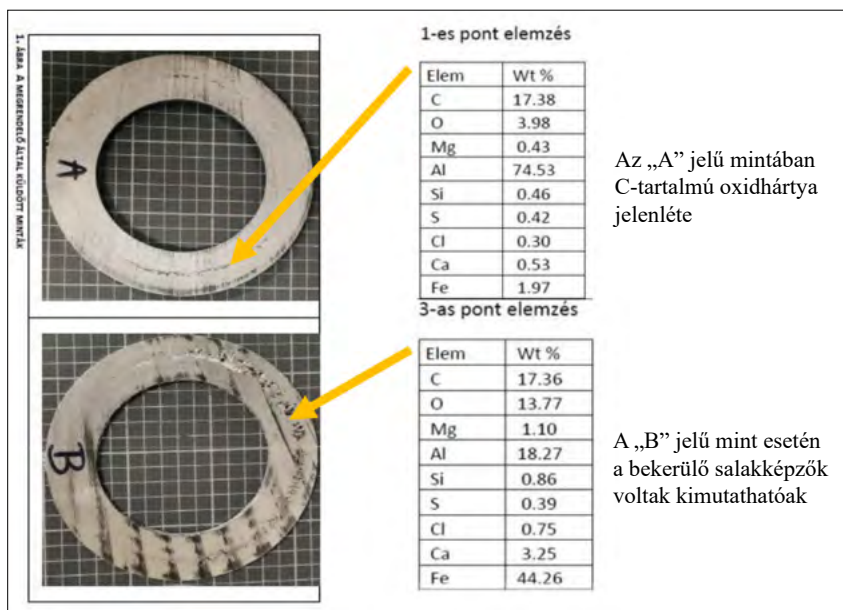 1. ÁBRA A MEGRENDELŐ ÁLTAL KÜLDÖTT MINTÁK
A
B
1-es pont elemzés
Elem Wt %
C 17.38
O 3.98
Mg 0.43
Al 74.53
Si 0.46
S 0.42
Cl 0.30
Ca 0.53
Fe 1.97
Az „A” jelű mintában
C-tartalmú oxidhártya
jelenléte
3-as pont elemzés
Elem Wt %
C 17.36
O 13.77
Mg 1.10
Al 18.27
Si 0.86
S 0.39
Cl 0.75
Ca 3.25
Fe 44.26
A „B” jelű mint esetén
a bekerülő salakképzők
voltak kimutathatóak